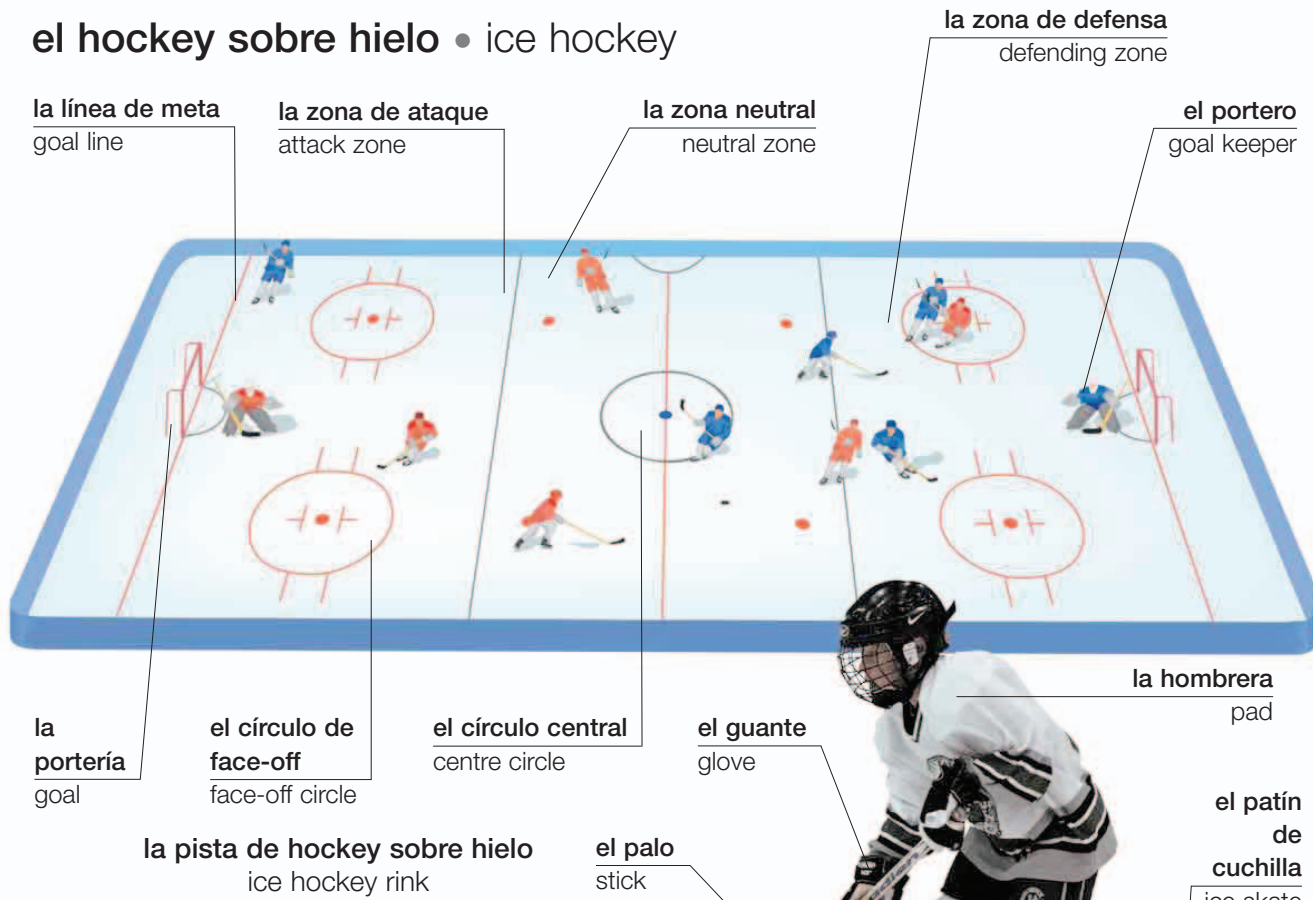 el hockey sobre hielo • ice hockey
la zona de defensa
defending zone
la línea de meta
goal line
la zona de ataque
attack zone
la zona neutral
neutral zone
el portero
goal keeper
la hombrera
pad
la
portería
goal
el círculo de
face-off
face-off circle
el círculo central
centre circle
el guante
glove
el patín
de
cuchilla
ice skate
la pista de hockey sobre hielo
ice hockey rink
el palo
stick